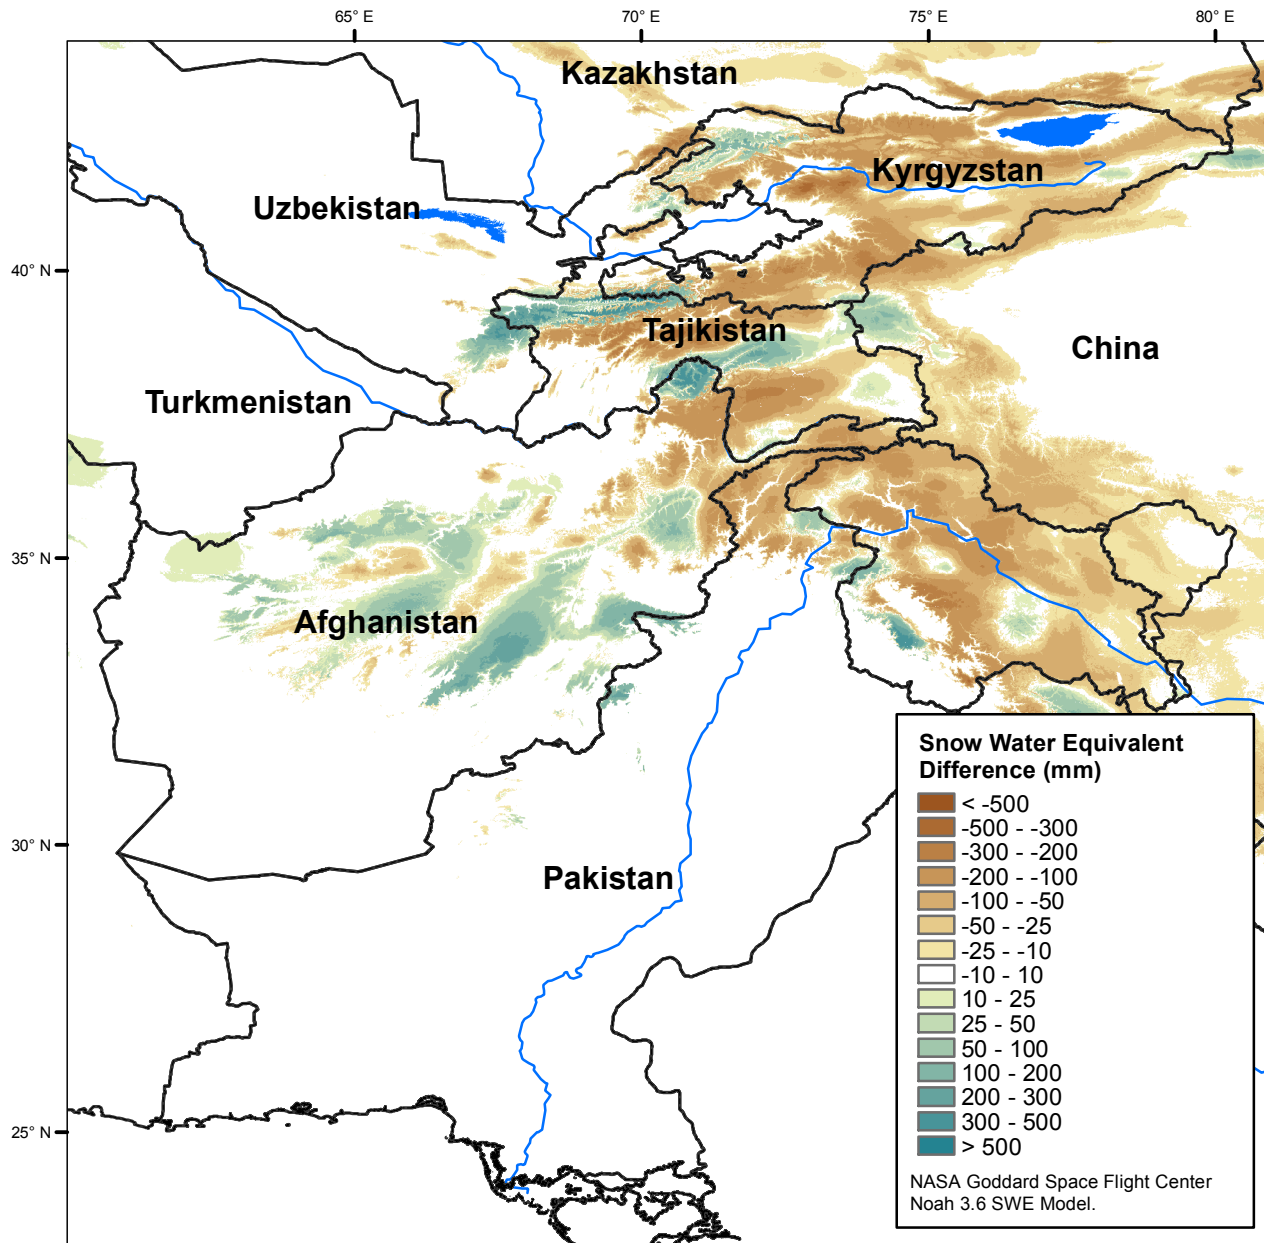 65° E
70° E
75° E
80° E
Kazakhstan
Kyrgyzstan
Uzbekistan
40° N
Tajikistan
China
Turkmenistan
35° N
Afghanistan
Snow Water Equivalent
Difference (mm)
< -500
-500 - -300
-300 - -200
-200 - -100
-100 - -50
-50 - -25
-25 - -10
-10 - 10
10 - 25
25 - 50
50 - 100
100 - 200
200 - 300
300 - 500
> 500
30° N
Pakistan
25° N
NASA Goddard Space Flight Center
Noah 3.6 SWE Model.